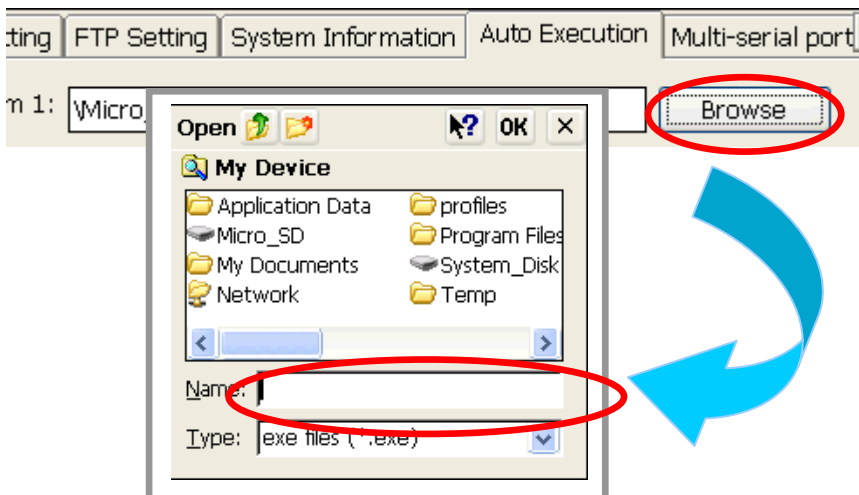 tting FTP Setting System Information Auto Execution Multi-serial port
m 1: \Micro_ Browse
Open ? OK ×
My Device
Application Data profiles
Micro_SD Program Files
My Documents System_Disk
Network Temp
Name:
Type: exe files (*.exe)